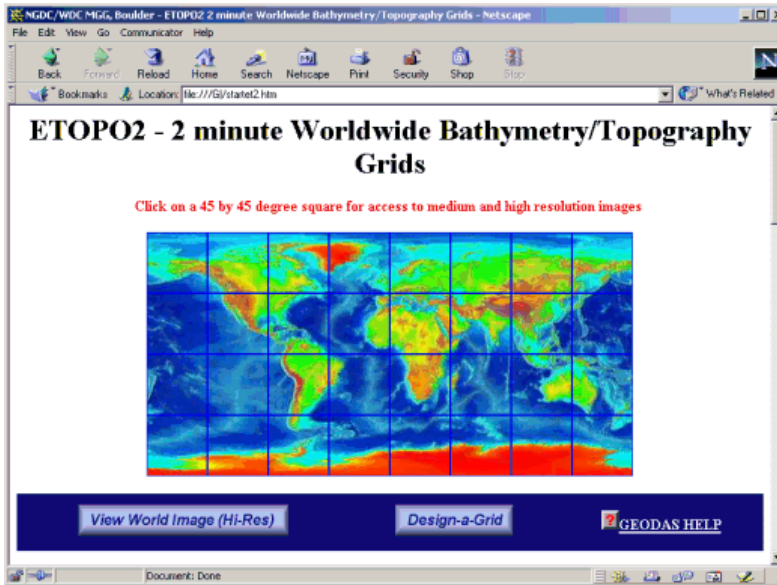 NGDC/WDC MGG, Boulder - ETOPO2 2 minute Worldwide Bathymetry/Topography Grids - Netscape
File Edit View Go Communicator Help
Back Forward Reload Home Search Netscape Print Security Shop Stop
Bookmarks Location: file:///G|/startet2.htm What's Related
ETOPO2 - 2 minute Worldwide Bathymetry/Topography
Grids
Click on a 45 by 45 degree square for access to medium and high resolution images
View World Image (Hi-Res) Design-a-Grid GEODAS HELP
Document: Done